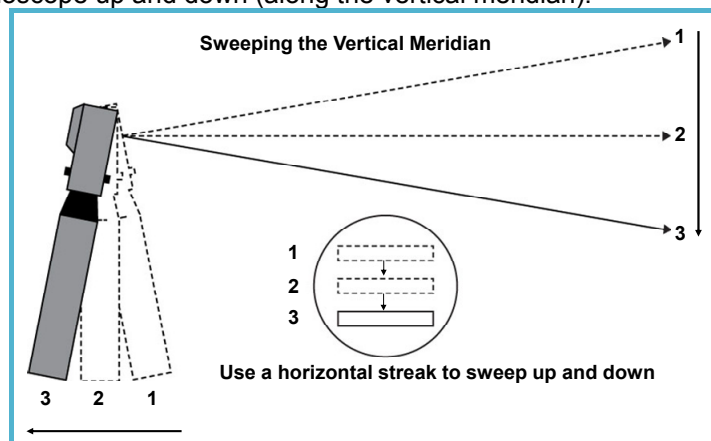 up and down (along the vertical meridian).
Sweeping the Vertical Meridian
1
2
3
1
2
3
Use a horizontal streak to sweep up and down
3 2 1